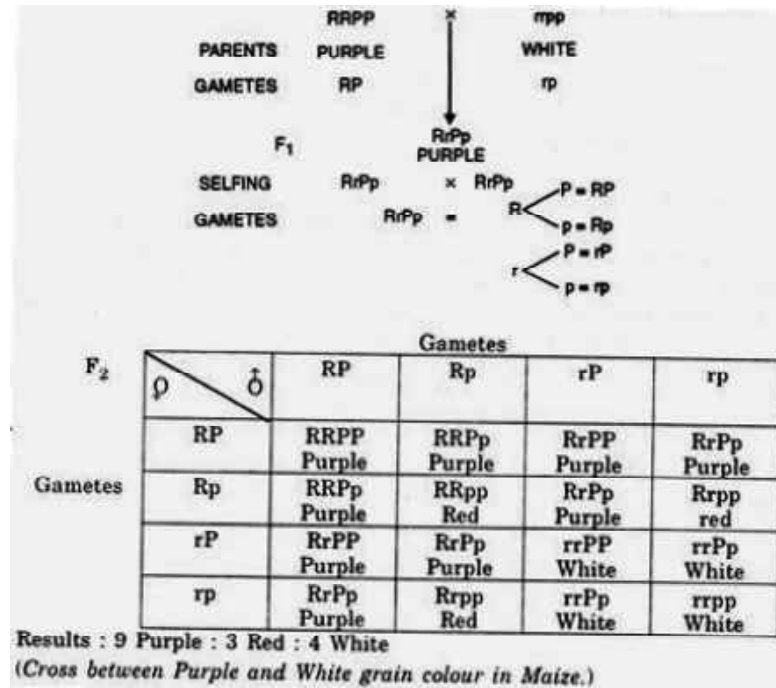 RRPP × rrpp
PARENTS PURPLE WHITE
GAMETES RP rp
F1 RrPp
PURPLE
SELFING RrPp × RrPp
GAMETES RrPp = R P = RP
p = Rp
r P = rP
p = rp
Gametes
F2 ♀ ♂ RP Rp rP rp
RP RRPP RRPp RrPP RrPp
Purple Purple Purple Purple
Gametes Rp RRPp RRpp RrPp Rrpp
Purple Red Purple red
rP RrPP RrPp rrPP rrPp
Purple Purple White White
rp RrPp Rrpp rrPp rrpp
Purple Red White White
Results : 9 Purple : 3 Red : 4 White
(Cross between Purple and White grain colour in Maize.)